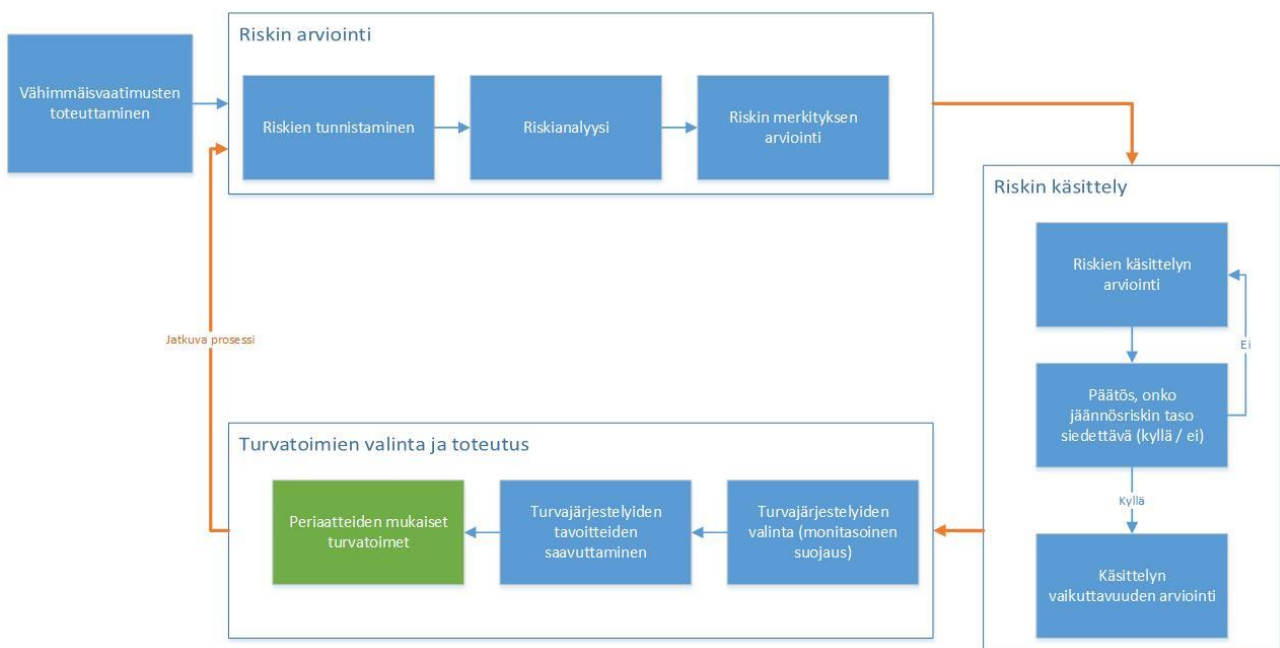 Riskin arviointi
Vähimmäisvaatimusten
toteuttaminen
Riskien tunnistaminen
Riskianalyysi
Riskin merkityksen
arviointi
Riskin käsittely
Riskien käsittelyn
arviointi
Ei
Päätös, onko
jäännösriskin taso
siedettävä (kyllä / ei)
Kyllä
Käsittelyn
vaikuttavuuden arviointi
Turvatoimien valinta ja toteutus
Turvajärjestelyiden
valinta (monitasoinen
suojaus)
Turvajärjestelyiden
tavoitteiden
saavuttaminen
Periaatteiden mukaiset
turvatoimet
Jatkuva prosessi